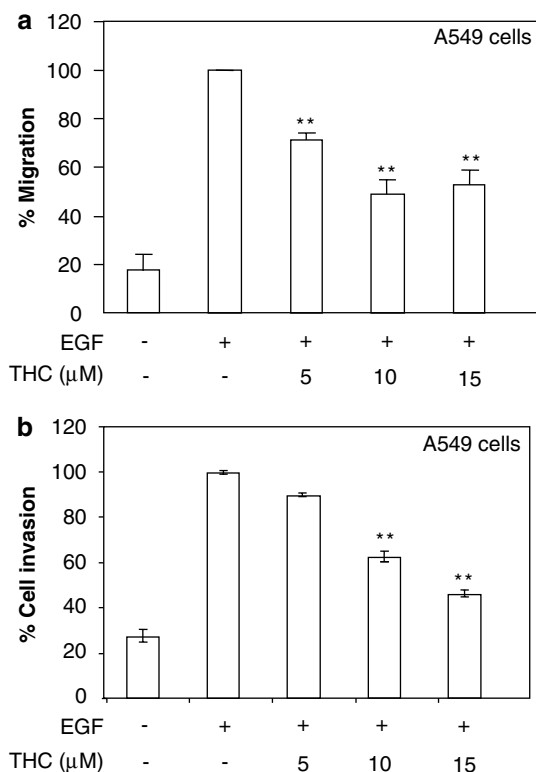 a
A549 cells
120
100
80
60
40
20
0
% Migration
** ** **
EGF - + + + +
THC (μM) - - 5 10 15
b
A549 cells
120
100
80
60
40
20
0
% Cell invasion
** **
EGF - + + + +
THC (μM) - - 5 10 15